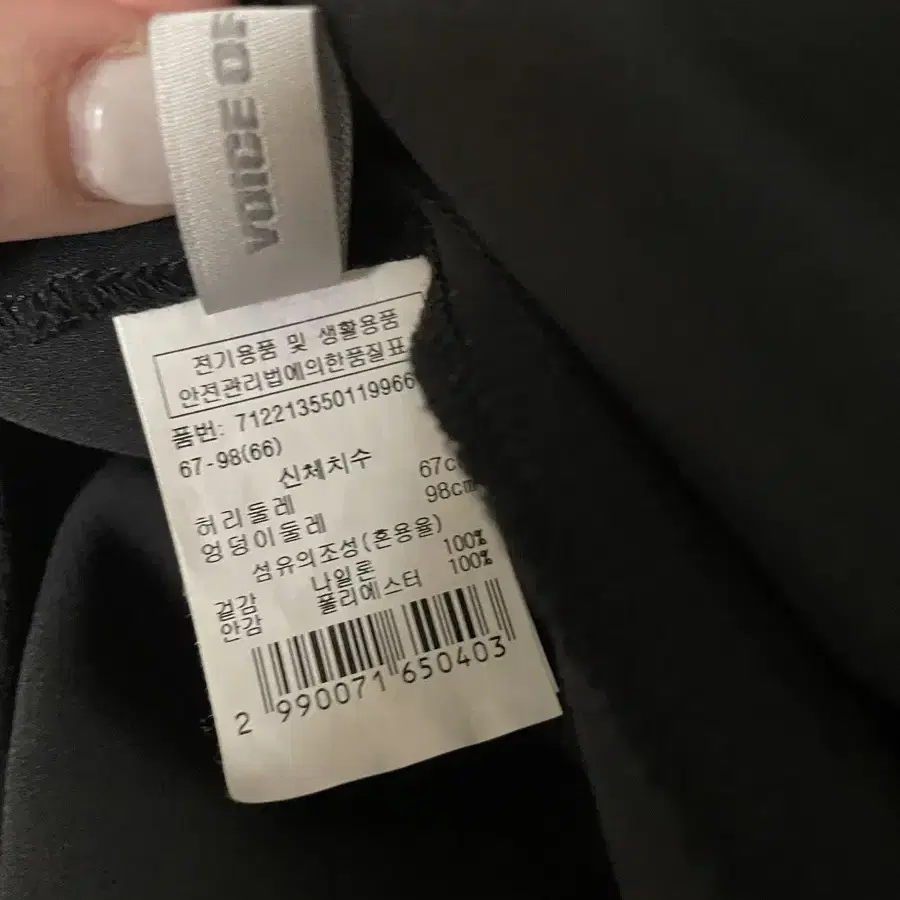 VOICE OF
전기용품 및 생활용품
안전관리법에의한품질표
품번: 712213550119966
67-98(66)
신체치수
허리둘레 67c
엉덩이둘레 98cm
섬유의조성(혼용율)
겉감 나일론 100%
안감 폴리에스터 100%
2 990071 650403